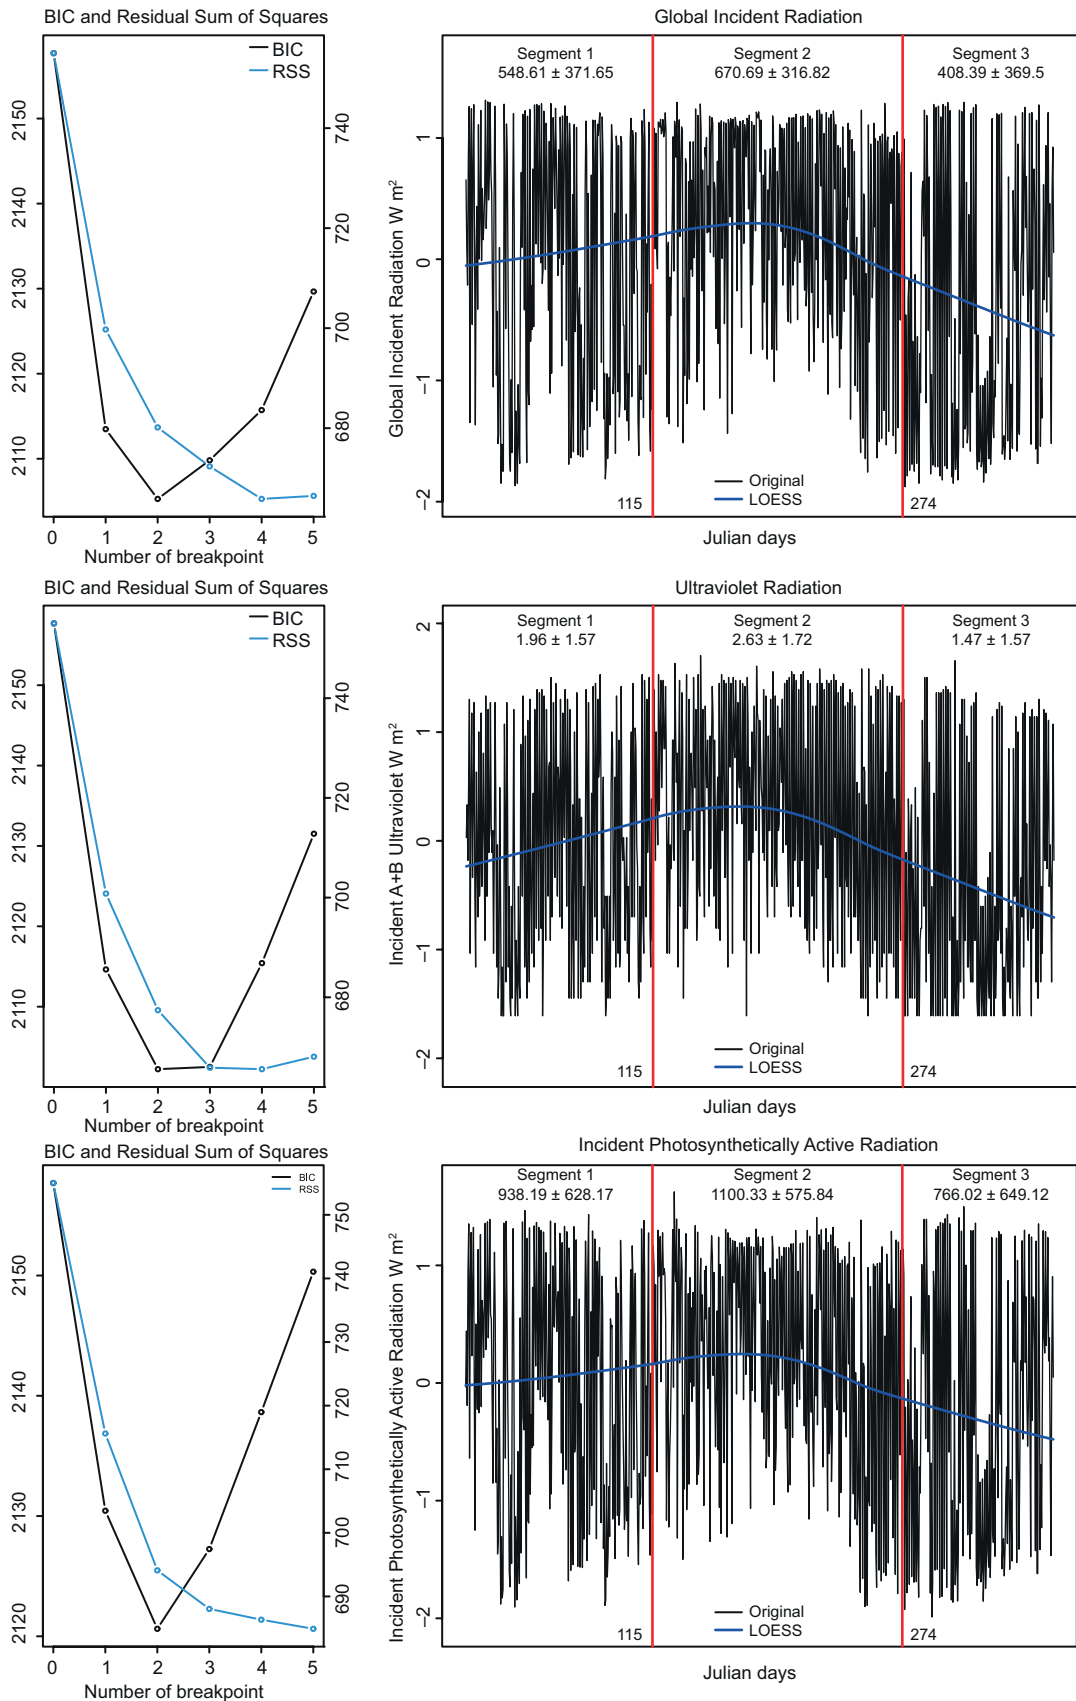 BIC and Residual Sum of Squares
BIC
RSS
2150
2140
2130
2120
2110
740
720
700
680
0 1 2 3 4 5
Number of breakpoint
Global Incident Radiation
Segment 1
548.61 ± 371.65
Segment 2
670.69 ± 316.82
Segment 3
408.39 ± 369.5
Global Incident Radiation W m²
1
0
−1
−2
Original
LOESS
115
274
Julian days
BIC and Residual Sum of Squares
BIC
RSS
2150
2140
2130
2120
2110
740
720
700
680
0 1 2 3 4 5
Number of breakpoint
Ultraviolet Radiation
Segment 1
1.96 ± 1.57
Segment 2
2.63 ± 1.72
Segment 3
1.47 ± 1.57
Incident A+B Ultraviolet W m²
2
1
0
−1
−2
Original
LOESS
115
274
Julian days
BIC and Residual Sum of Squares
BIC
RSS
2150
2140
2130
2120
750
740
730
720
710
700
690
0 1 2 3 4 5
Number of breakpoint
Incident Photosynthetically Active Radiation
Segment 1
938.19 ± 628.17
Segment 2
1100.33 ± 575.84
Segment 3
766.02 ± 649.12
Incident Photosynthetically Active Radiation W m²
1
0
−1
−2
Original
LOESS
115
274
Julian days